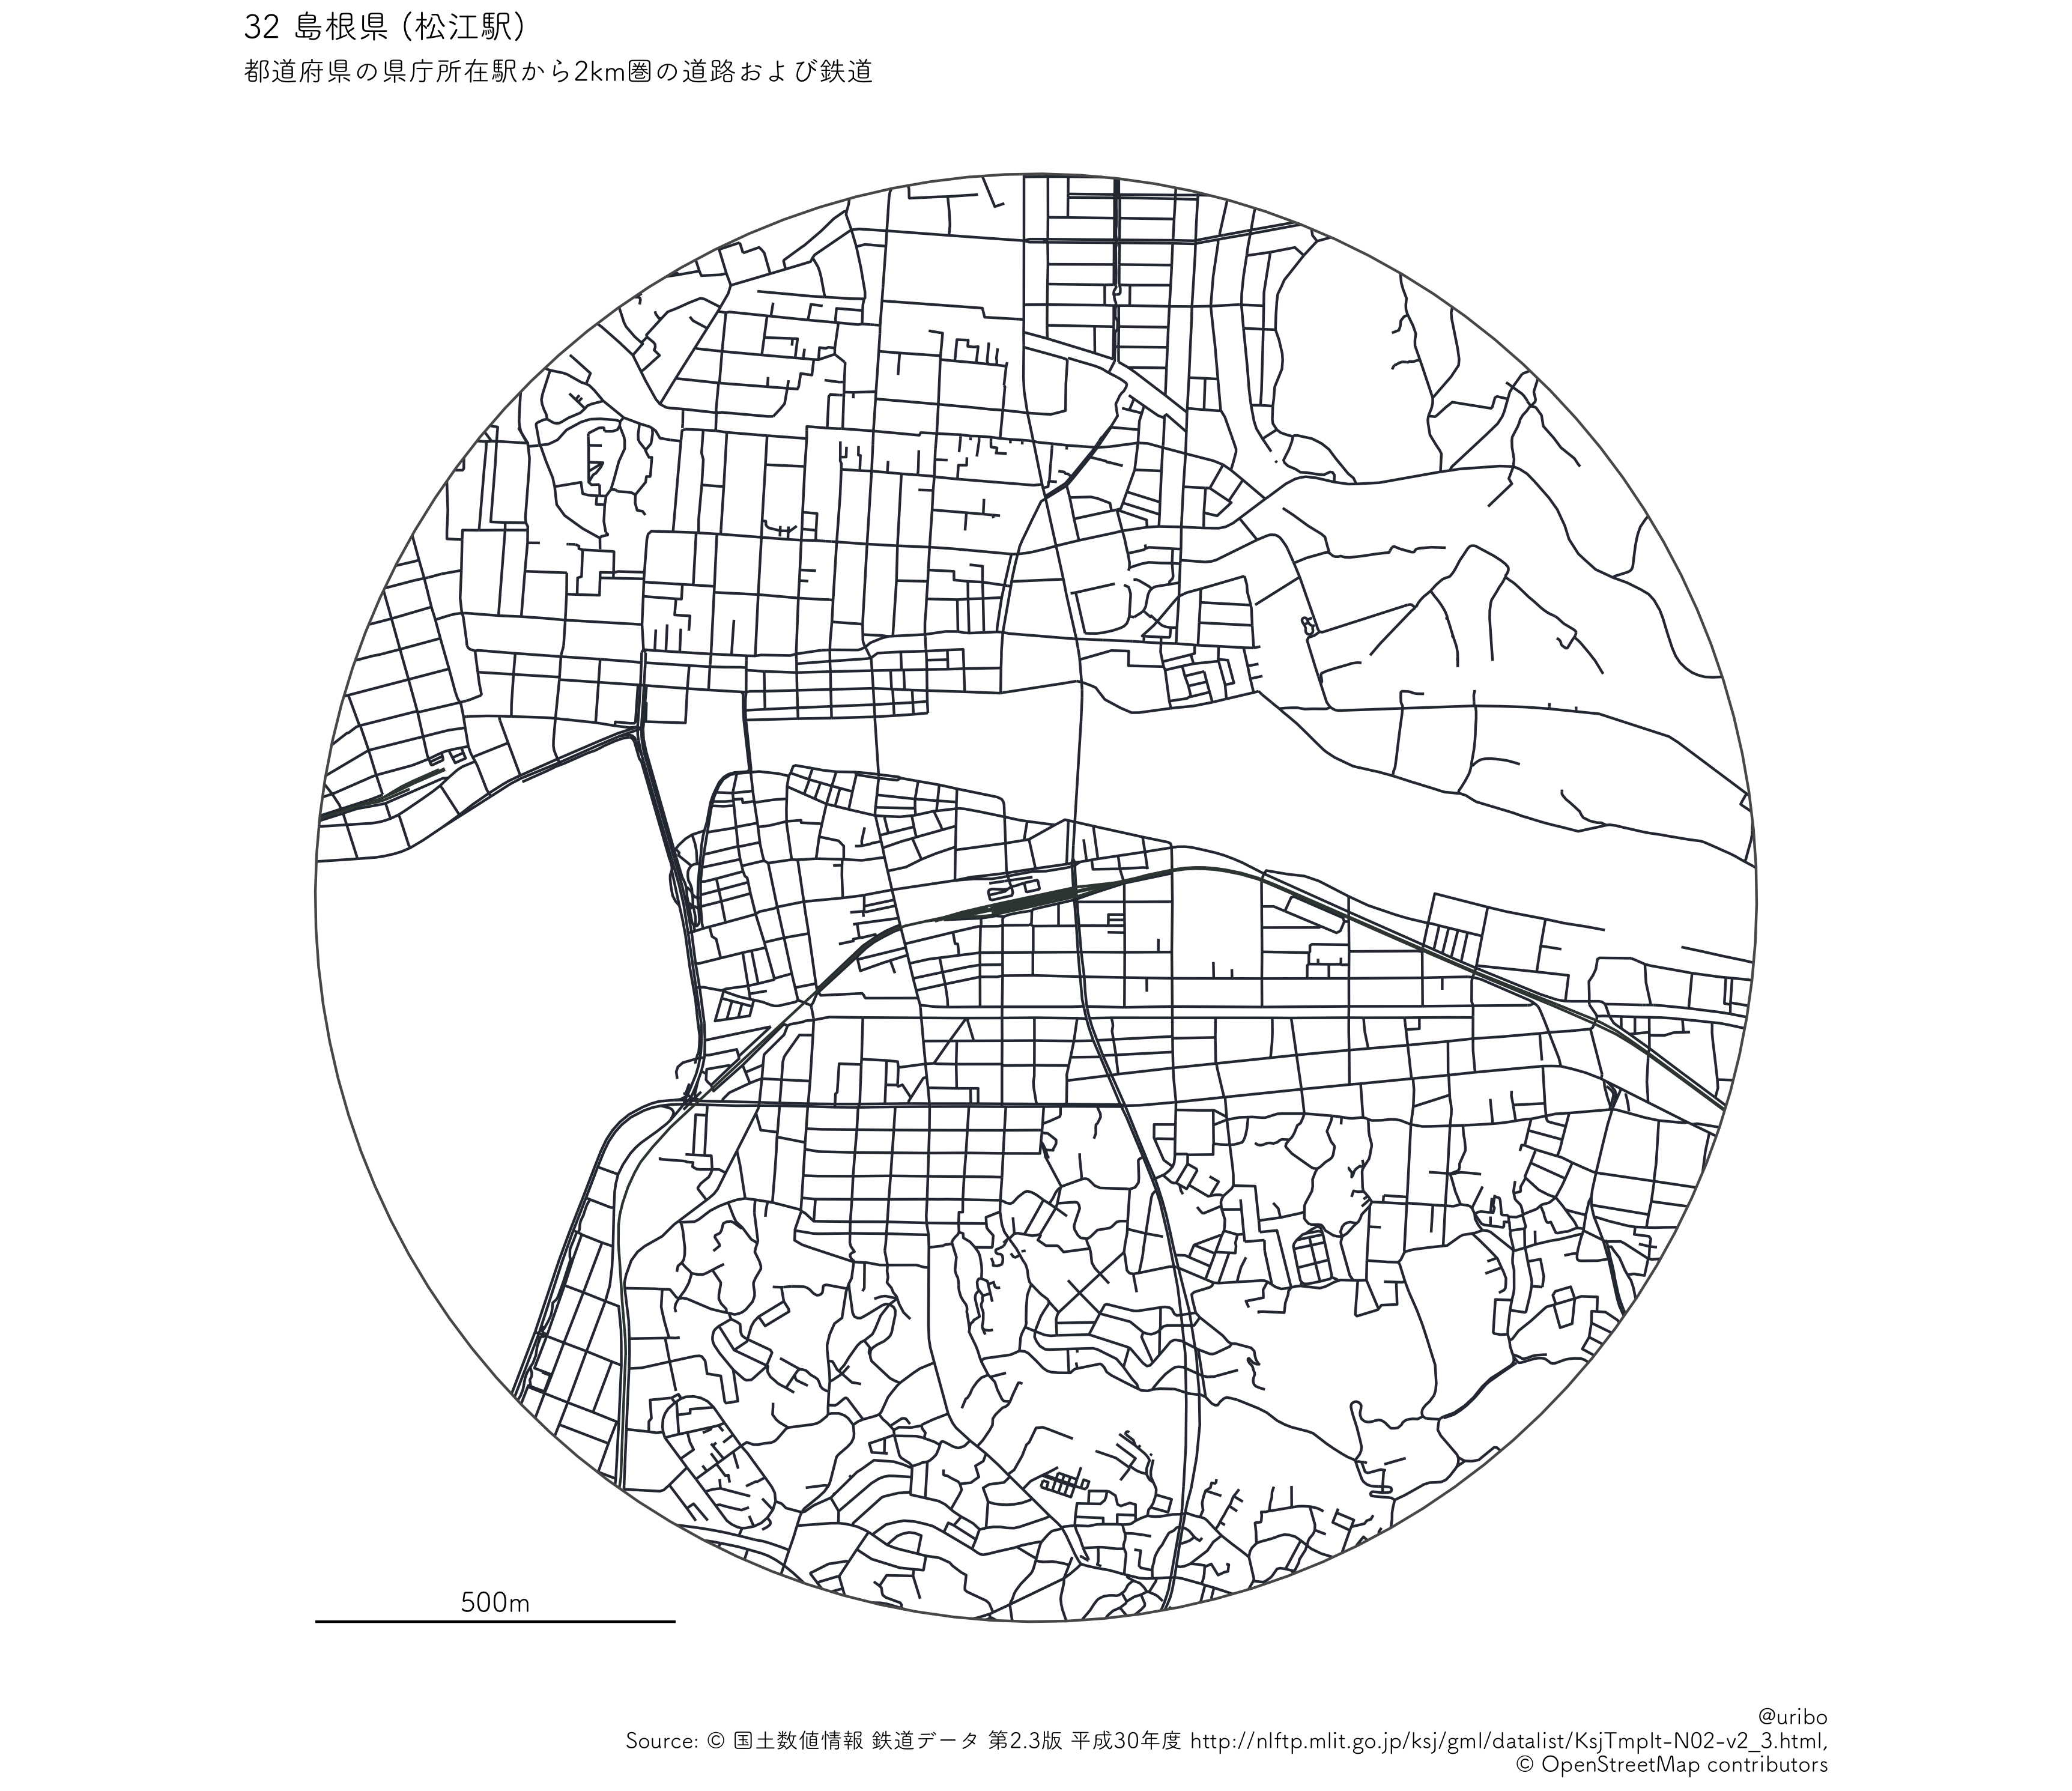 32 島根県 (松江駅)
都道府県の県庁所在駅から2km圏の道路および鉄道
500m
@uribo
Source: © 国土数値情報 鉄道データ 第2.3版 平成30年度 http://nlftp.mlit.go.jp/ksj/gml/datalist/KsjTmplt-N02-v2_3.html,
© OpenStreetMap contributors